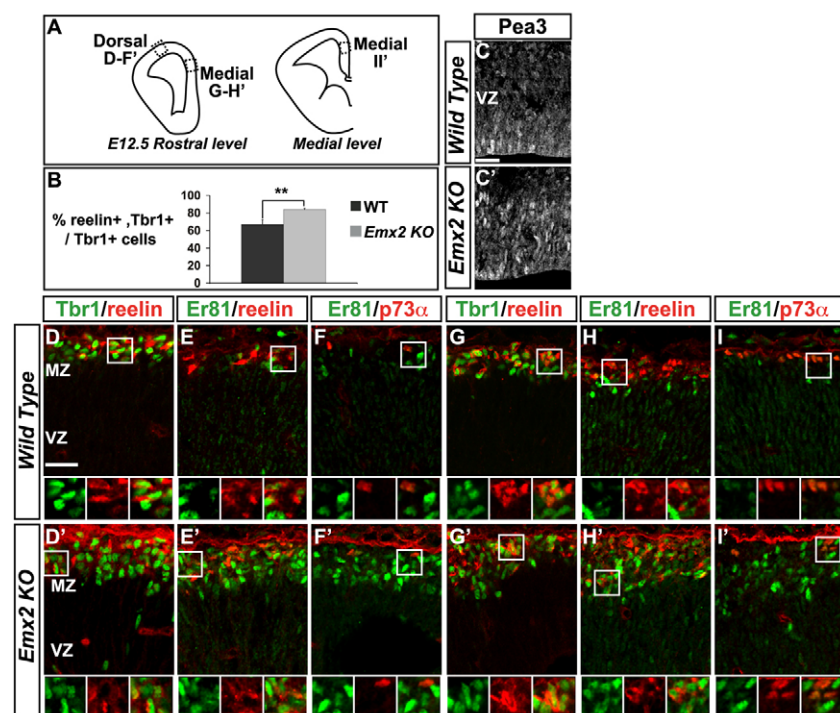 A
Dorsal
D-F'
Medial
G-H'
Medial
II'
E12.5 Rostral level
Medial level
B
% reelin+ ,Tbr1+
/ Tbr1+ cells
100
80
60
40
20
0
**
WT
Emx2 KO
Pea3
Wild Type
C
VZ
Emx2 KO
C'
Tbr1/reelin
Er81/reelin
Er81/p73α
Tbr1/reelin
Er81/reelin
Er81/p73α
Wild Type
D
E
F
G
H
I
MZ
VZ
Emx2 KO
D'
E'
F'
G'
H'
I'
MZ
VZ